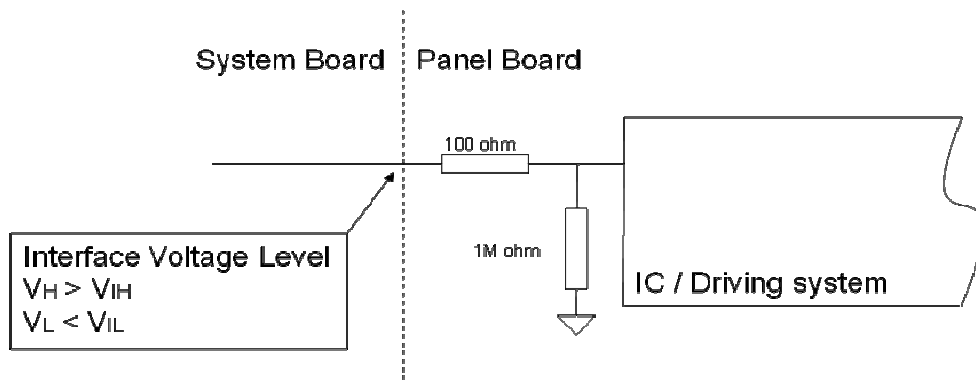 System Board
Panel Board
100 ohm
1M ohm
Interface Voltage Level
VH > VIH
VL < VIL
IC / Driving system